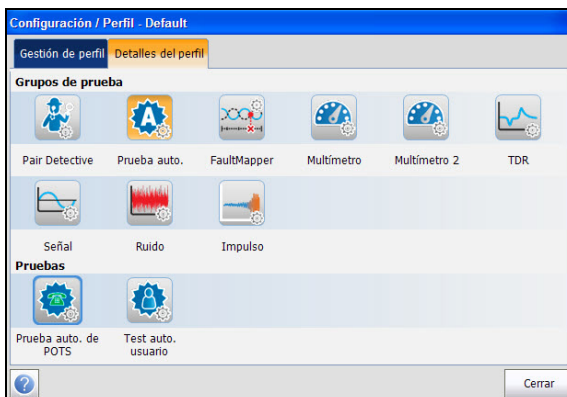 Configuración / Perfil - Default
Gestión de perfil Detalles del perfil
Grupos de prueba
A
Pair Detective Prueba auto. FaultMapper Multímetro Multímetro 2 TDR
Señal Ruido Impulso
Pruebas
Prueba auto. de Test auto.
POTS usuario
? Cerrar